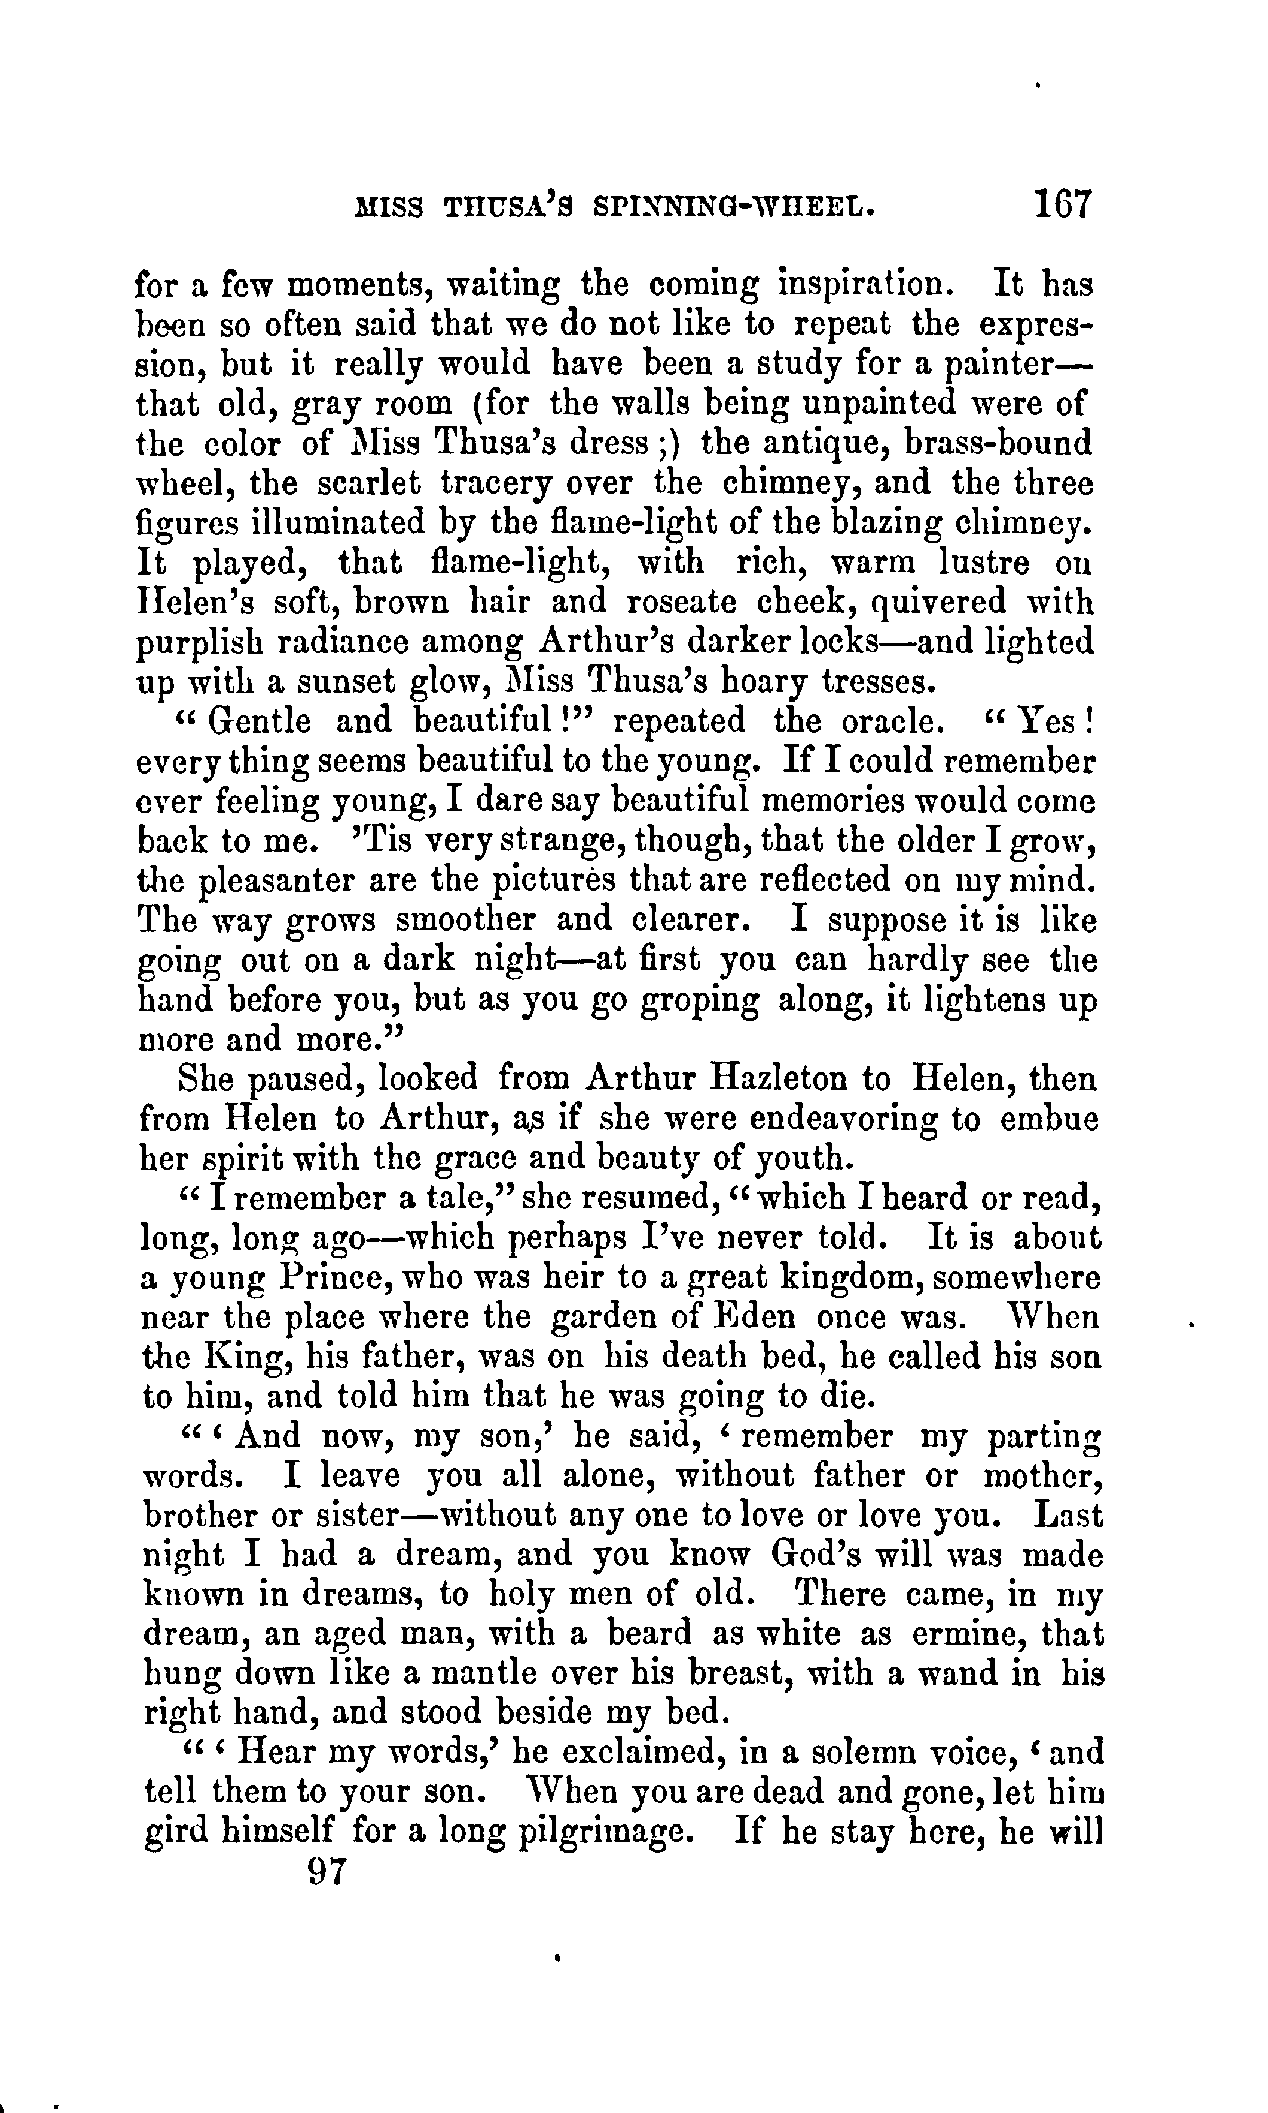 MISS THUSA'S SPINNING-WHEEL. 167
for a few moments, waiting the coming inspiration. It has
been so often said that we do not like to repeat the expres-
sion, but it really would have been a study for a painter—
that old, gray room (for the walls being unpainted were of
the color of Miss Thusa's dress ;) the antique, brass-bound
wheel, the scarlet tracery over the chimney, and the three
figures illuminated by the flame-light of the blazing chimney.
It played, that flame-light, with rich, warm lustre on
Helen's soft, brown hair and roseate cheek, quivered with
purplish radiance among Arthur's darker locks—and lighted
up with a sunset glow, Miss Thusa's hoary tresses.
" Gentle and beautiful !" repeated the oracle. " Yes !
every thing seems beautiful to the young. If I could remember
ever feeling young, I dare say beautiful memories would come
back to me. 'Tis very strange, though, that the older I grow,
the pleasanter are the pictures that are reflected on my mind.
The way grows smoother and clearer. I suppose it is like
going out on a dark night—at first you can hardly see the
hand before you, but as you go groping along, it lightens up
more and more."
She paused, looked from Arthur Hazleton to Helen, then
from Helen to Arthur, as if she were endeavoring to embue
her spirit with the grace and beauty of youth.
" I remember a tale," she resumed, " which I heard or read,
long, long ago—which perhaps I've never told. It is about
a young Prince, who was heir to a great kingdom, somewhere
near the place where the garden of Eden once was. When
the King, his father, was on his death bed, he called his son
to him, and told him that he was going to die.
" ' And now, my son,' he said, ' remember my parting
words. I leave you all alone, without father or mother,
brother or sister—without any one to love or love you. Last
night I had a dream, and you know God's will was made
known in dreams, to holy men of old. There came, in my
dream, an aged man, with a beard as white as ermine, that
hung down like a mantle over his breast, with a wand in his
right hand, and stood beside my bed.
" ' Hear my words,' he exclaimed, in a solemn voice, ' and
tell them to your son. When you are dead and gone, let him
gird himself for a long pilgrimage. If he stay here, he will
97